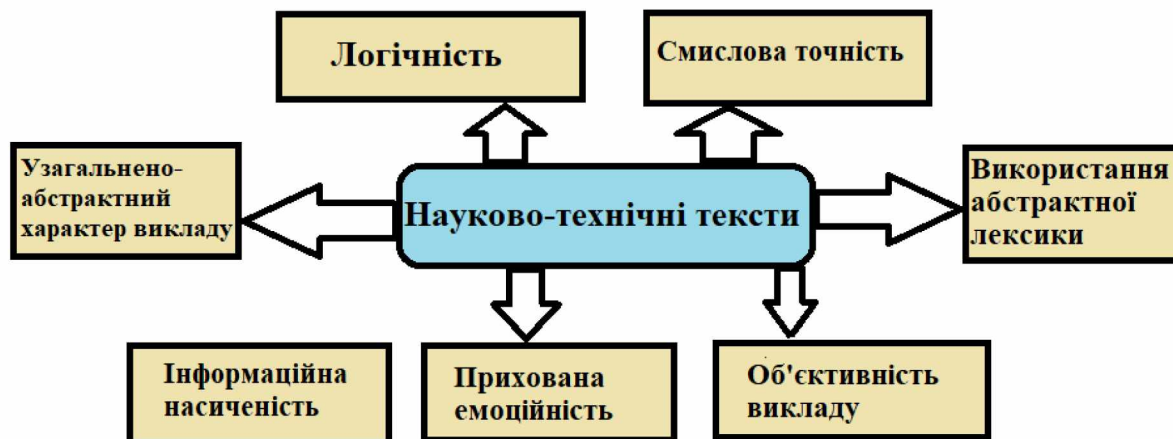 Логічність
Смислова точність
Узагальнено-
абстрактний
характер викладу
Науково-технічні тексти
Використання
абстрактної
лексики
Інформаційна
насиченість
Прихована
емоційність
Об'єктивність
викладу